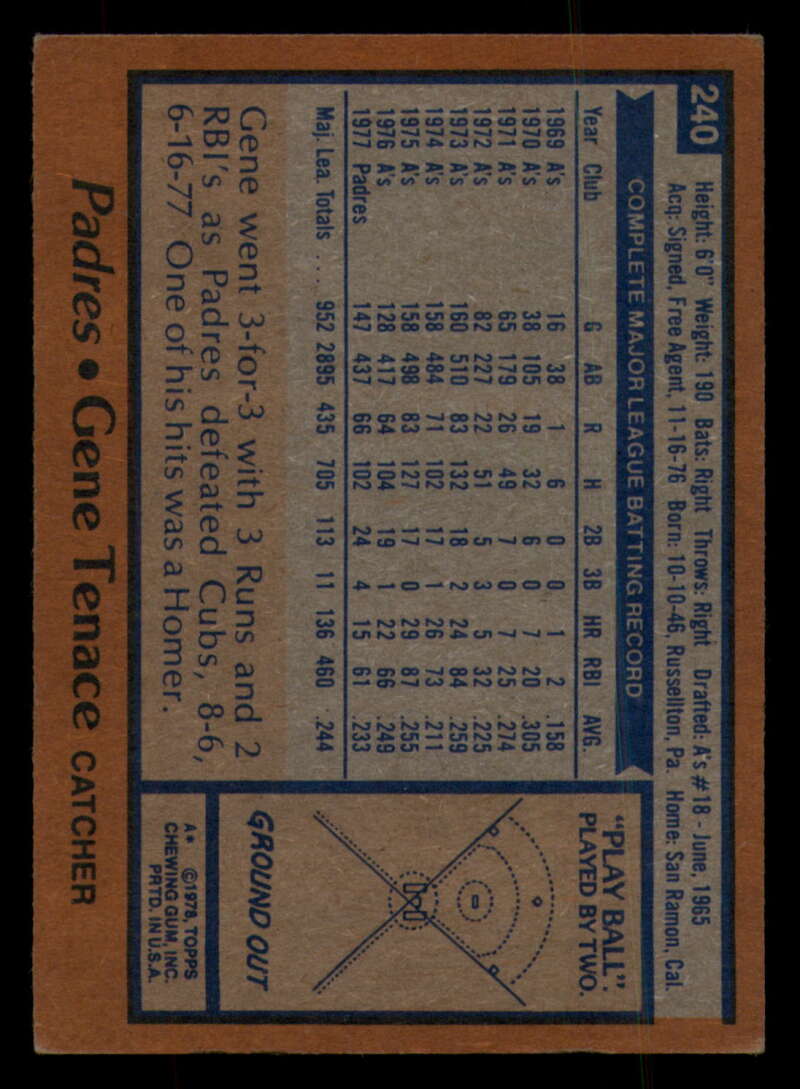 240
Height: 6'0" Weight: 190 Bats: Right Throws: Right Drafted: A's #18 - June, 1965
Acq: Signed, Free Agent, 11-16-76 Born: 10-10-46, Russellton, Pa. Home: San Ramon, Cal.
COMPLETE MAJOR LEAGUE BATTING RECORD
Year Club G AB R H 2B 3B HR RBI AVG.
1969 A's 16 38 1 6 0 0 1 2 .158
1970 A's 38 105 19 32 6 0 7 20 .305
1971 A's 65 179 26 49 7 0 7 25 .274
1972 A's 82 227 22 51 5 3 5 32 .225
1973 A's 160 510 83 132 18 2 24 84 .259
1974 A's 158 484 71 102 17 1 26 73 .211
1975 A's 158 498 83 127 17 0 29 87 .255
1976 A's 128 417 64 104 19 1 22 66 .249
1977 Padres 147 437 66 102 24 4 15 61 .233
Maj. Lea. Totals .... 952 2895 435 705 113 11 136 460 .244
Gene went 3-for-3 with 3 Runs and 2
RBI's as Padres defeated Cubs, 8-6,
6-16-77 One of his hits was a Homer.
"PLAY BALL":
PLAYED BY TWO.
GROUND OUT
A* ©1978, TOPPS
CHEWING GUM, INC.
PRTD. IN U.S.A.
Padres • Gene Tenace CATCHER